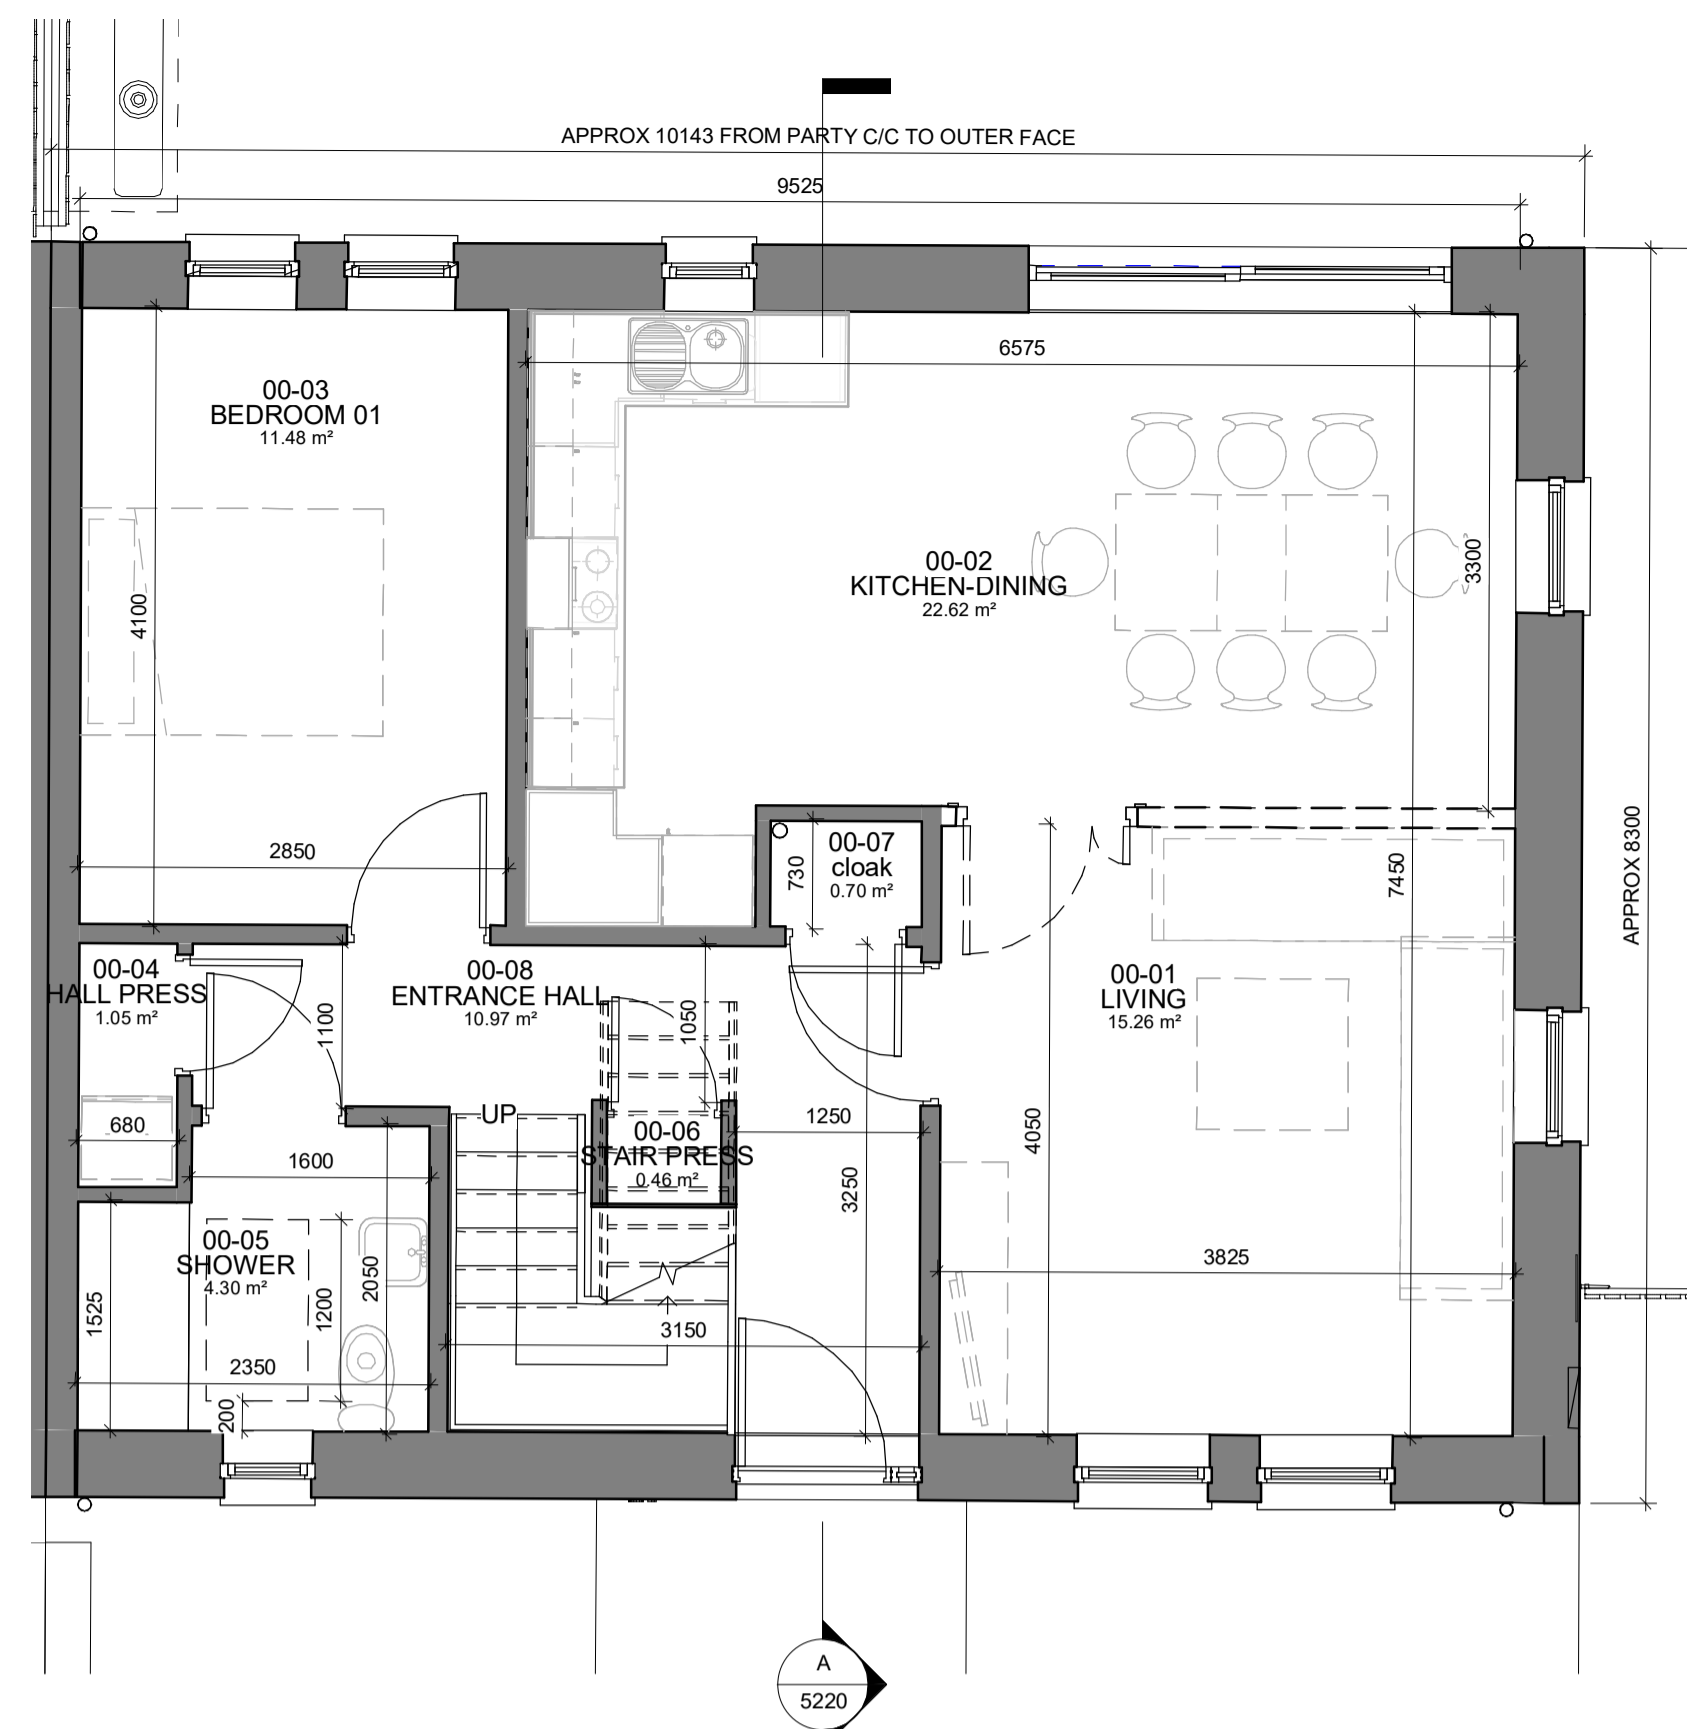 APPROX 10143 FROM PARTY C/C TO OUTER FACE
9525
6575
00-03
BEDROOM 01
11.48 m²
4100
00-02
KITCHEN-DINING
22.62 m²
3300
APPROX 8300
2850
730
00-07
cloak
0.70 m²
7450
00-04
HALL PRESS
1.05 m²
1100
00-08
ENTRANCE HALL
10.97 m²
1050
00-01
LIVING
15.26 m²
680
UP
1600
00-06
STAIR PRESS
0.46 m²
1250
4050
3250
00-05
SHOWER
4.30 m²
1525
1200
2050
3825
3150
2350
200
A
5220